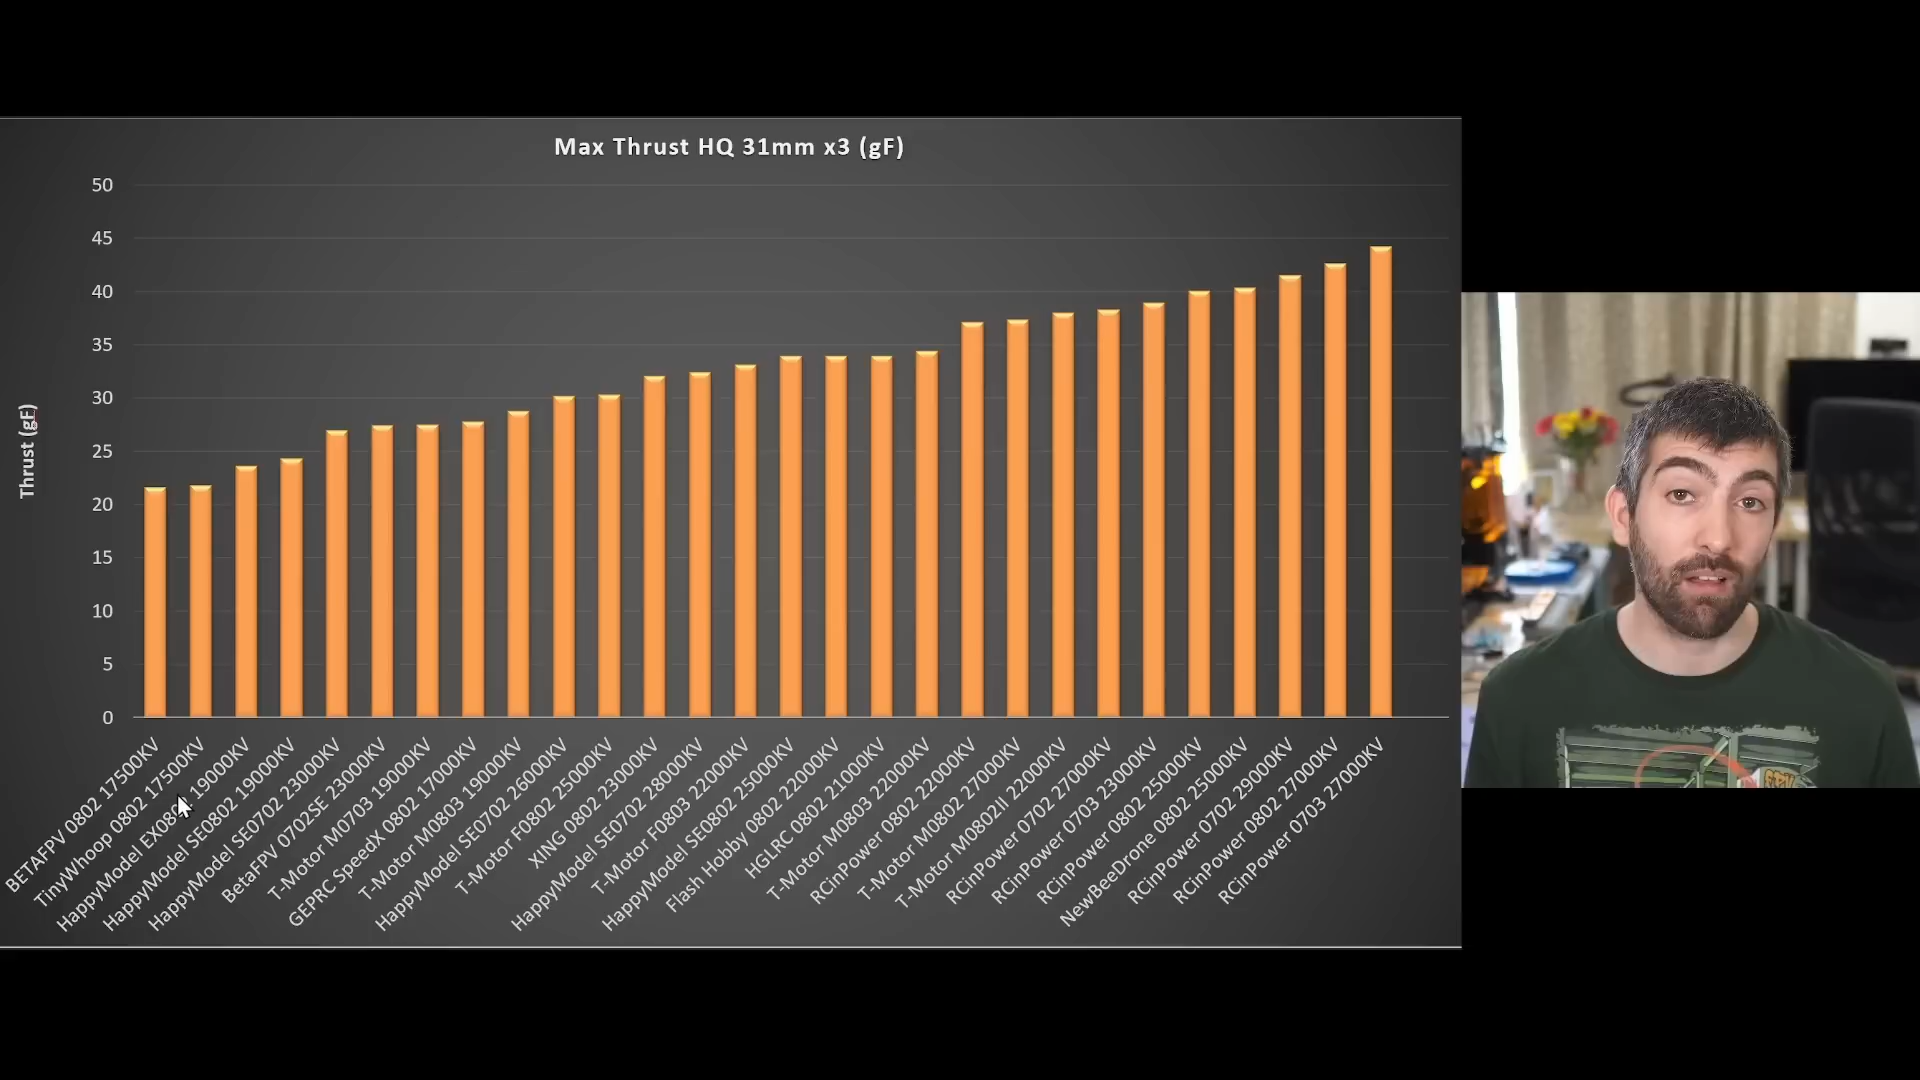 Max Thrust HQ 31mm x3 (gF)
Thrust (gF)
50
45
40
35
30
25
20
15
10
5
0
BETAFPV 0802 17500KV
TinyWhoop 0802 17500KV
HappyModel 19000KV
HappyModel SE0802 19000KV
HappyModel SE0702 23000KV
BetaFPV 0702SE 23000KV
T-Motor M0703 19000KV
GEPRC SpeedX 0802 17000KV
T-Motor M0803 19000KV
HappyModel SE0702 26000KV
T-Motor F0802 25000KV
XING 0802 23000KV
HappyModel SE0702 28000KV
T-Motor F0803 22000KV
HappyModel SE0802 25000KV
Flash Hobby 0802 22000KV
HGLRC 0802 21000KV
T-Motor M0803 22000KV
RCinPower 0802 22000KV
T-Motor M0802 27000KV
T-Motor M0802II 22000KV
RCinPower 0702 27000KV
RCinPower 0703 23000KV
RCinPower 0802 25000KV
NewBeeDrone 0802 25000KV
RCinPower 0702 29000KV
RCinPower 0802 27000KV
RCinPower 0703 27000KV